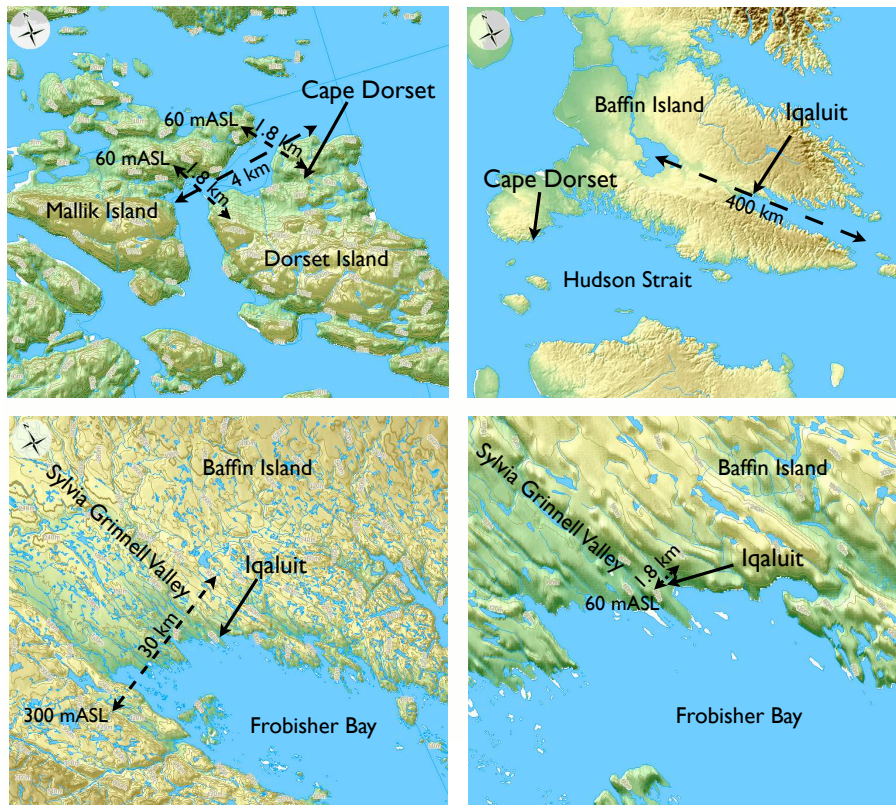 Cape Dorset
60 mASL
1.8 km
60 mASL
1.8 km
4 km
Mallik Island
Dorset Island
Baffin Island
Iqaluit
Cape Dorset
400 km
Hudson Strait
Baffin Island
Sylvia Grinnell Valley
Iqaluit
30 km
300 mASL
Frobisher Bay
Baffin Island
Sylvia Grinnell Valley
1.8 km
Iqaluit
60 mASL
Frobisher Bay